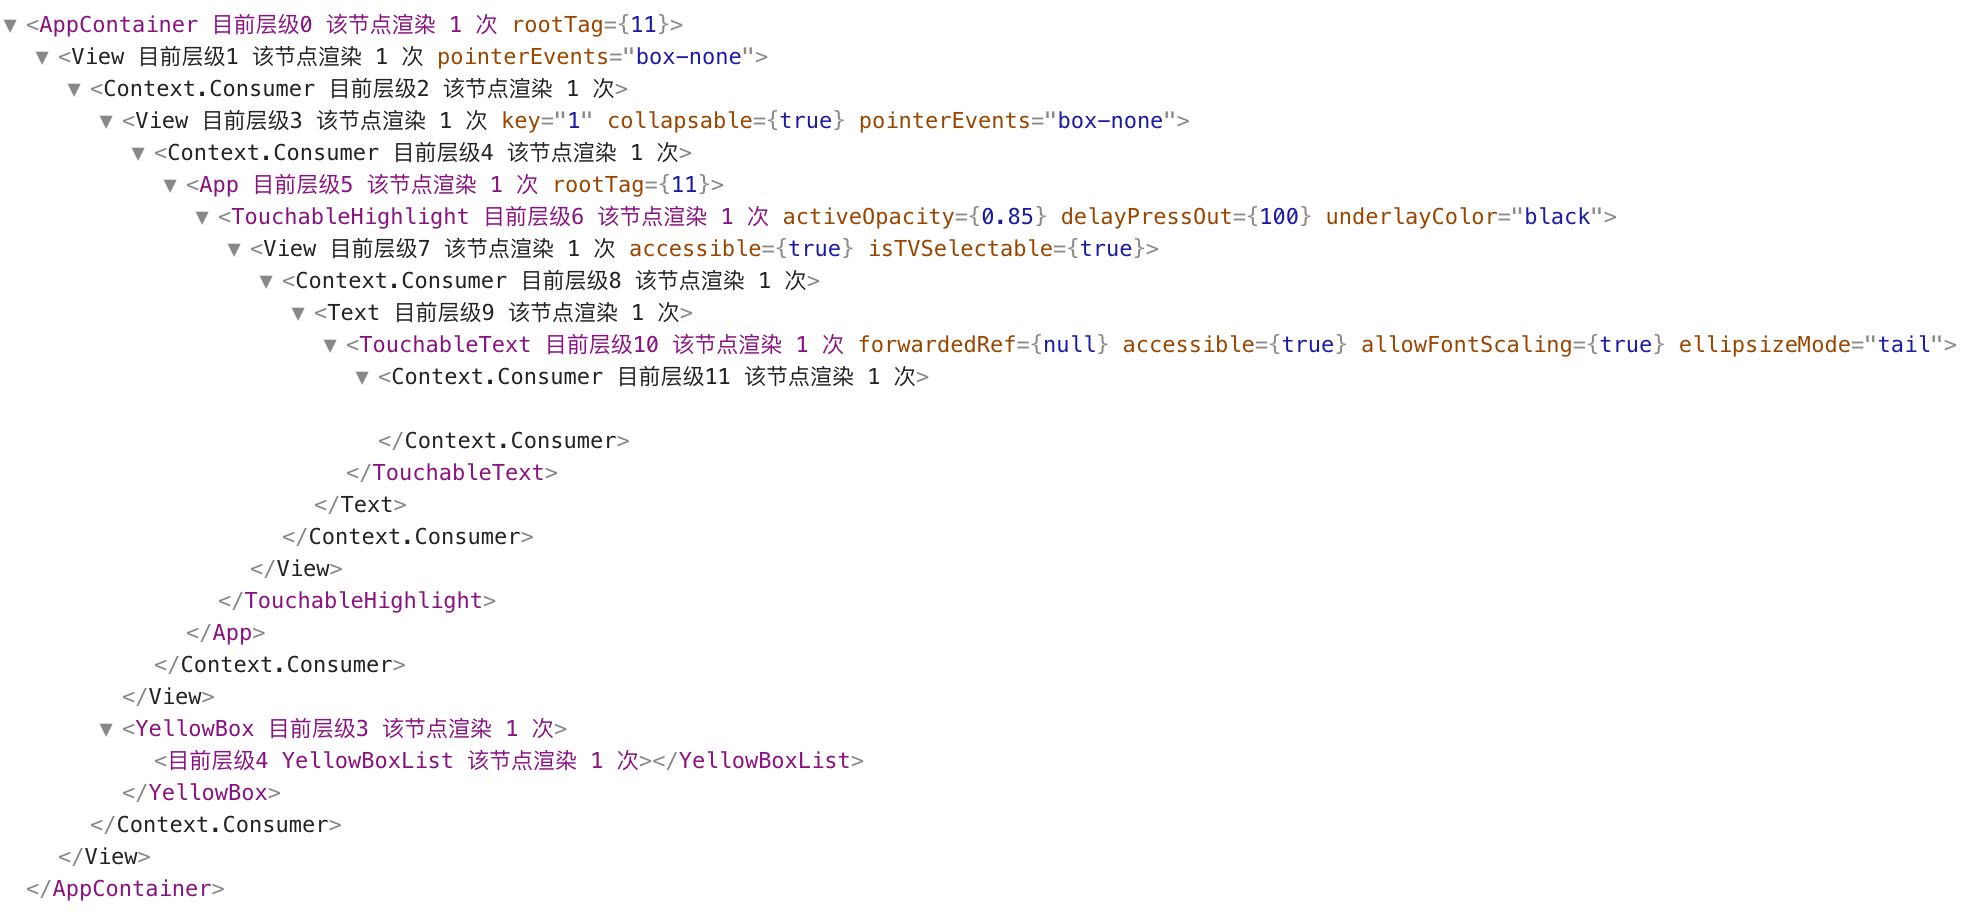 ▼ <AppContainer 目前层级0 该节点渲染 1 次 rootTag={11}>
▼ <View 目前层级1 该节点渲染 1 次 pointerEvents="box-none">
▼ <Context.Consumer 目前层级2 该节点渲染 1 次>
▼ <View 目前层级3 该节点渲染 1 次 key="1" collapsable={true} pointerEvents="box-none">
▼ <Context.Consumer 目前层级4 该节点渲染 1 次>
▼ <App 目前层级5 该节点渲染 1 次 rootTag={11}>
▼ <TouchableHighlight 目前层级6 该节点渲染 1 次 activeOpacity={0.85} delayPressOut={100} underlayColor="black">
▼ <View 目前层级7 该节点渲染 1 次 accessible={true} isTVSelectable={true}>
▼ <Context.Consumer 目前层级8 该节点渲染 1 次>
▼ <Text 目前层级9 该节点渲染 1 次>
▼ <TouchableText 目前层级10 该节点渲染 1 次 forwardedRef={null} accessible={true} allowFontScaling={true} ellipsizeMode="tail">
▼ <Context.Consumer 目前层级11 该节点渲染 1 次>
</Context.Consumer>
</TouchableText>
</Text>
</Context.Consumer>
</View>
</TouchableHighlight>
</App>
</Context.Consumer>
</View>
▼ <YellowBox 目前层级3 该节点渲染 1 次>
<目前层级4 YellowBoxList 该节点渲染 1 次></YellowBoxList>
</YellowBox>
</Context.Consumer>
</View>
</AppContainer>